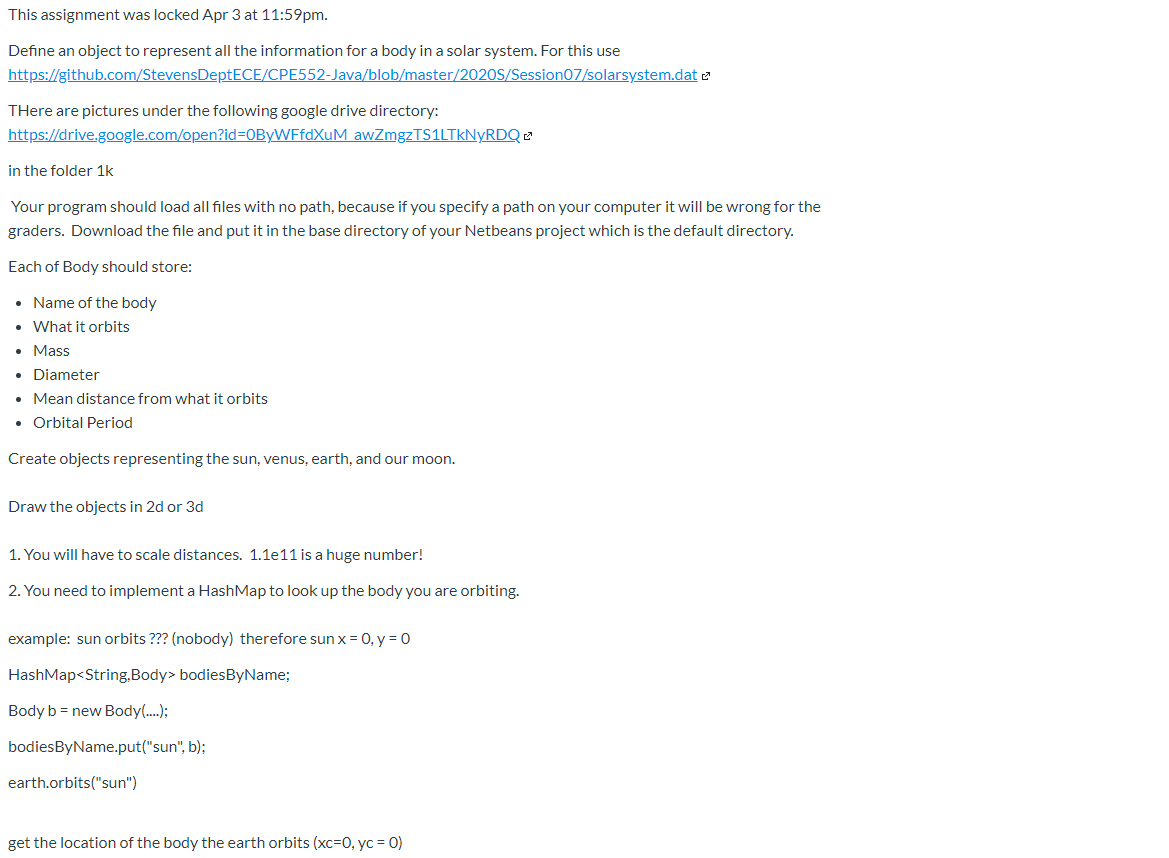 This assignment was locked Apr 3 at 11:59pm.
Define an object to represent all the information for a body in a solar system. For this use
https://github.com/StevensDeptECE/CPE552-Java/blob/master/2020S/Session07/solarsystem.dat
THere are pictures under the following google drive directory:
https://drive.google.com/open?id=0ByWFfdXuM_awZmgzTS1LTkNyRDQ
in the folder 1k
Your program should load all files with no path, because if you specify a path on your computer it will be wrong for the
graders.  Download the file and put it in the base directory of your Netbeans project which is the default directory.
Each of Body should store:
• Name of the body
• What it orbits
• Mass
• Diameter
• Mean distance from what it orbits
• Orbital Period
Create objects representing the sun, venus, earth, and our moon.
Draw the objects in 2d or 3d
1. You will have to scale distances.  1.1e11 is a huge number!
2. You need to implement a HashMap to look up the body you are orbiting.
example:  sun orbits ??? (nobody)  therefore sun x = 0, y = 0
HashMap<String,Body> bodiesByName;
Body b = new Body(....);
bodiesByName.put("sun", b);
earth.orbits("sun")
get the location of the body the earth orbits (xc=0, yc = 0)